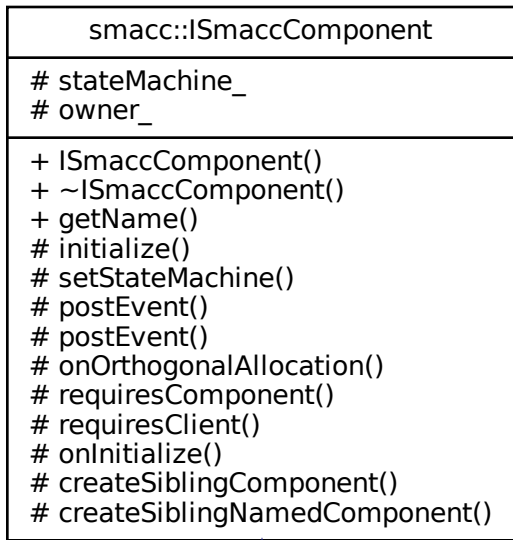 smacc::ISmaccComponent
# stateMachine_
# owner_
+ ISmaccComponent()
+ ~ISmaccComponent()
+ getName()
# initialize()
# setStateMachine()
# postEvent()
# postEvent()
# onOrthogonalAllocation()
# requiresComponent()
# requiresClient()
# onInitialize()
# createSiblingComponent()
# createSiblingNamedComponent()